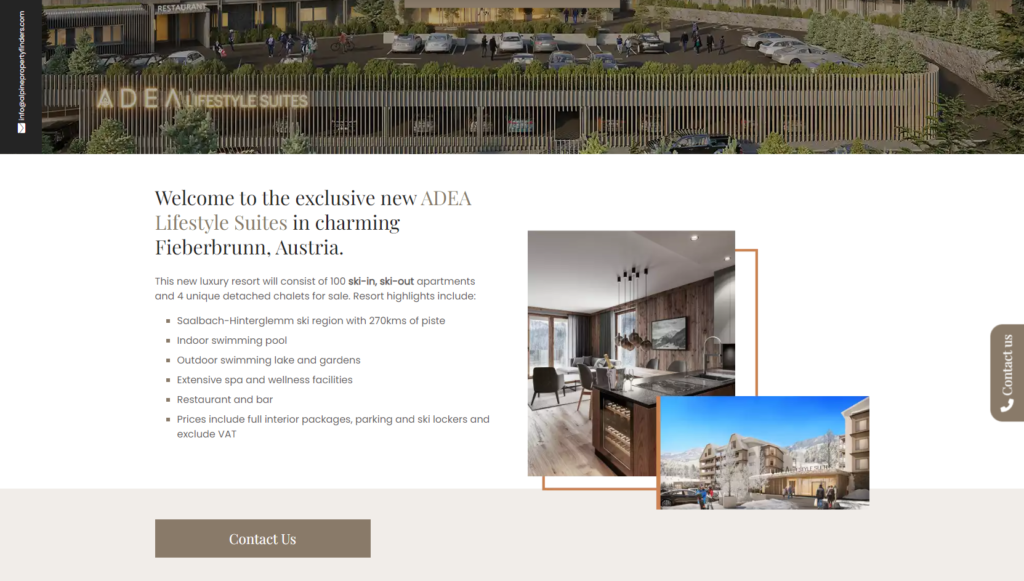 info@alpinepropertyfinders.com
RESTAURANT
ADEA LIFESTYLE SUITES
Welcome to the exclusive new ADEA
Lifestyle Suites in charming
Fieberbrunn, Austria.
This new luxury resort will consist of 100 ski-in, ski-out apartments
and 4 unique detached chalets for sale. Resort highlights include:
Saalbach-Hinterglemm ski region with 270kms of piste
Indoor swimming pool
Outdoor swimming lake and gardens
Extensive spa and wellness facilities
Restaurant and bar
Prices include full interior packages, parking and ski lockers and
exclude VAT
Contact us
Contact Us